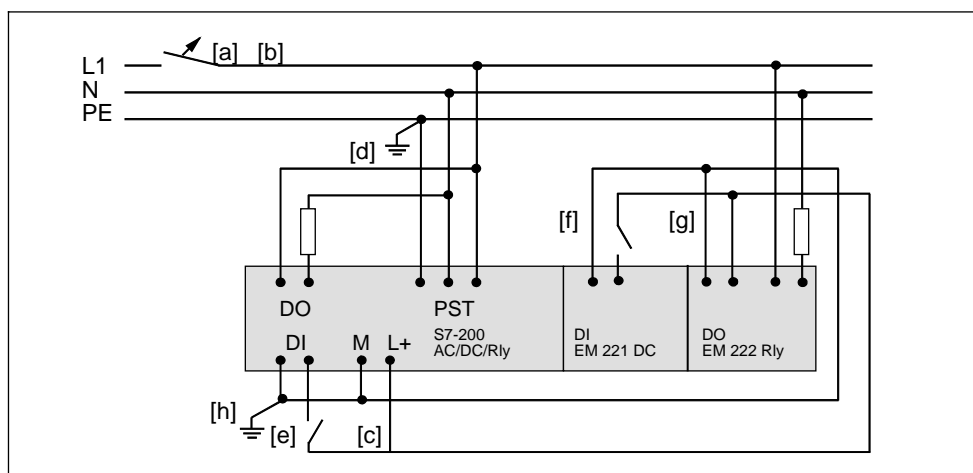 [a] [b]
L1
N
PE
[d]
[f] [g]
DO PST
S7-200
AC/DC/Rly
DI M L+
DI
EM 221 DC
DO
EM 222 Rly
[h]
[e] [c]